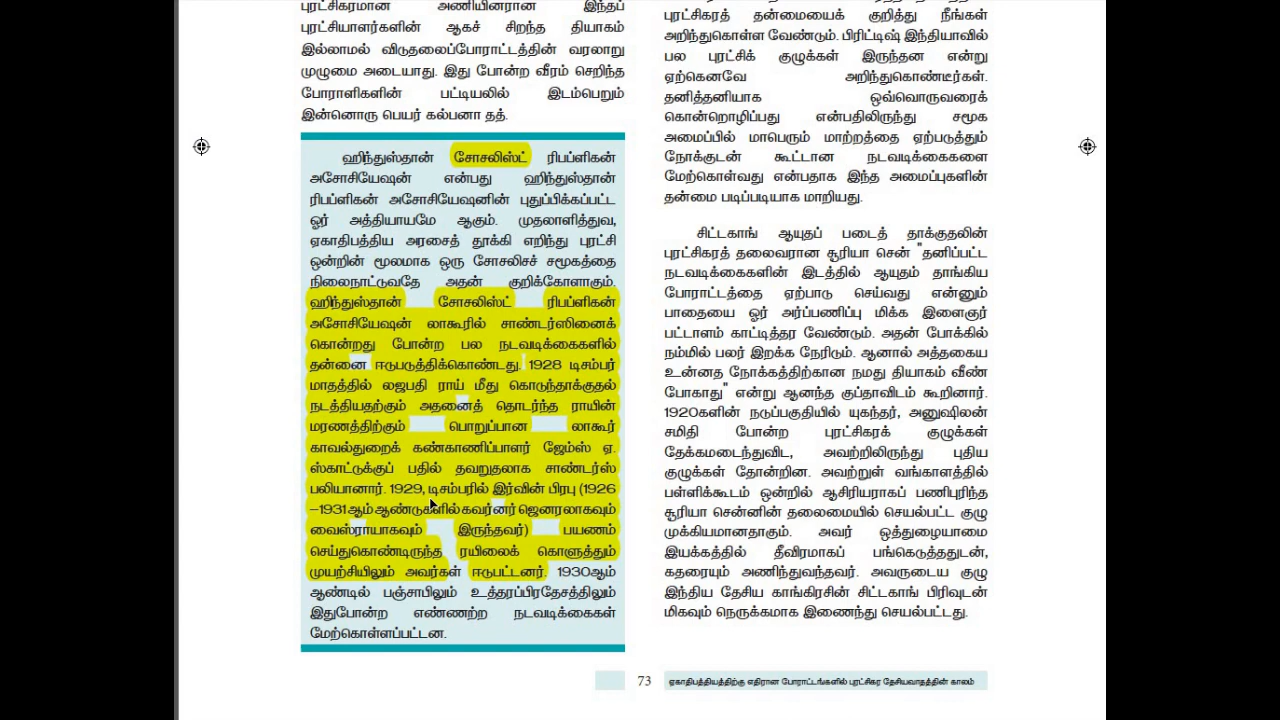 புரட்சிகரமான அணியினரான இந்தப்
புரட்சியாளர்களின் ஆகச் சிறந்த தியாகம்
இல்லாமல் விடுதலைப்போராட்டத்தின் வரலாறு
முழுமை அடையாது. இது போன்ற வீரம் செறிந்த
போராளிகளின் பட்டியலில் இடம்பெறும்
இன்னொரு பெயர் கல்பனா தத்.
ஹிந்துஸ்தான் சோசலிஸ்ட் ரிபப்ளிகன்
அசோசியேஷன் என்பது ஹிந்துஸ்தான்
ரிபப்ளிகன் அசோசியேஷனின் புதுப்பிக்கப்பட்ட
ஓர் அத்தியாயமே ஆகும். முதலாளித்துவ,
ஏகாதிபத்திய அரசைத் தூக்கி எறிந்து புரட்சி
ஒன்றின் மூலமாக ஒரு சோசலிசச் சமூகத்தை
நிலைநாட்டுவதே அதன் குறிக்கோளாகும்.
ஹிந்துஸ்தான் சோசலிஸ்ட் ரிபப்ளிகன்
அசோசியேஷன் லாகூரில் சாண்டர்ஸினைக்
கொன்றது போன்ற பல நடவடிக்கைகளில்
தன்னை ஈடுபடுத்திக்கொண்டது. 1928 டிசம்பர்
மாதத்தில் லஜபதி ராய் மீது கொடுந்தாக்குதல்
நடத்தியதற்கும் அதனைத் தொடர்ந்த ராயின்
மரணத்திற்கும் பொறுப்பான லாகூர்
காவல்துறைக் கண்காணிப்பாளர் ஜேம்ஸ் ஏ.
ஸ்காட்டுக்குப் பதில் தவறுதலாக சாண்டர்ஸ்
பலியானார். 1929, டிசம்பரில் இர்வின் பிரபு (1926
–1931ஆம் ஆண்டுகளில் கவர்னர் ஜெனரலாகவும்
வைஸ்ராயாகவும் இருந்தவர்) பயணம்
செய்துகொண்டிருந்த ரயிலைக் கொளுத்தும்
முயற்சியிலும் அவர்கள் ஈடுபட்டனர். 1930ஆம்
ஆண்டில் பஞ்சாபிலும் உத்தரப்பிரதேசத்திலும்
இதுபோன்ற எண்ணற்ற நடவடிக்கைகள்
மேற்கொள்ளப்பட்டன.
புரட்சிகரத் தன்மையைக் குறித்து நீங்கள்
அறிந்துகொள்ள வேண்டும். பிரிட்டிஷ் இந்தியாவில்
பல புரட்சிக் குழுக்கள் இருந்தன என்று
ஏற்கெனவே அறிந்துகொண்டீர்கள்.
தனித்தனியாக ஒவ்வொருவரைக்
கொன்றொழிப்பது என்பதிலிருந்து சமூக
அமைப்பில் மாபெரும் மாற்றத்தை ஏற்படுத்தும்
நோக்குடன் கூட்டான நடவடிக்கைகளை
மேற்கொள்வது என்பதாக இந்த அமைப்புகளின்
தன்மை படிப்படியாக மாறியது.
சிட்டகாங் ஆயுதப் படைத் தாக்குதலின்
புரட்சிகரத் தலைவரான சூரியா சென் "தனிப்பட்ட
நடவடிக்கைகளின் இடத்தில் ஆயுதம் தாங்கிய
போராட்டத்தை ஏற்பாடு செய்வது என்னும்
பாதையை ஓர் அர்ப்பணிப்பு மிக்க இளைஞர்
பட்டாளம் காட்டித்தர வேண்டும். அதன் போக்கில்
நம்மில் பலர் இறக்க நேரிடும். ஆனால் அத்தகைய
உன்னத நோக்கத்திற்கான நமது தியாகம் வீண்
போகாது" என்று ஆனந்த குப்தாவிடம் கூறினார்.
1920களின் நடுப்பகுதியில் யுகந்தர், அனுஷிலன்
சமிதி போன்ற புரட்சிகரக் குழுக்கள்
தேக்கமடைந்துவிட, அவற்றிலிருந்து புதிய
குழுக்கள் தோன்றின. அவற்றுள் வங்காளத்தில்
பள்ளிக்கூடம் ஒன்றில் ஆசிரியராகப் பணிபுரிந்த
சூரியா சென்னின் தலைமையில் செயல்பட்ட குழு
முக்கியமானதாகும். அவர் ஒத்துழையாமை
இயக்கத்தில் தீவிரமாகப் பங்கெடுத்ததுடன்,
கதரையும் அணிந்துவந்தவர். அவருடைய குழு
இந்திய தேசிய காங்கிரசின் சிட்டகாங் பிரிவுடன்
மிகவும் நெருக்கமாக இணைந்து செயல்பட்டது.
73 ஏகாதிபத்தியத்திற்கு எதிரான போராட்டங்களில் புரட்சிகர தேசியவாதத்தின் காலம்